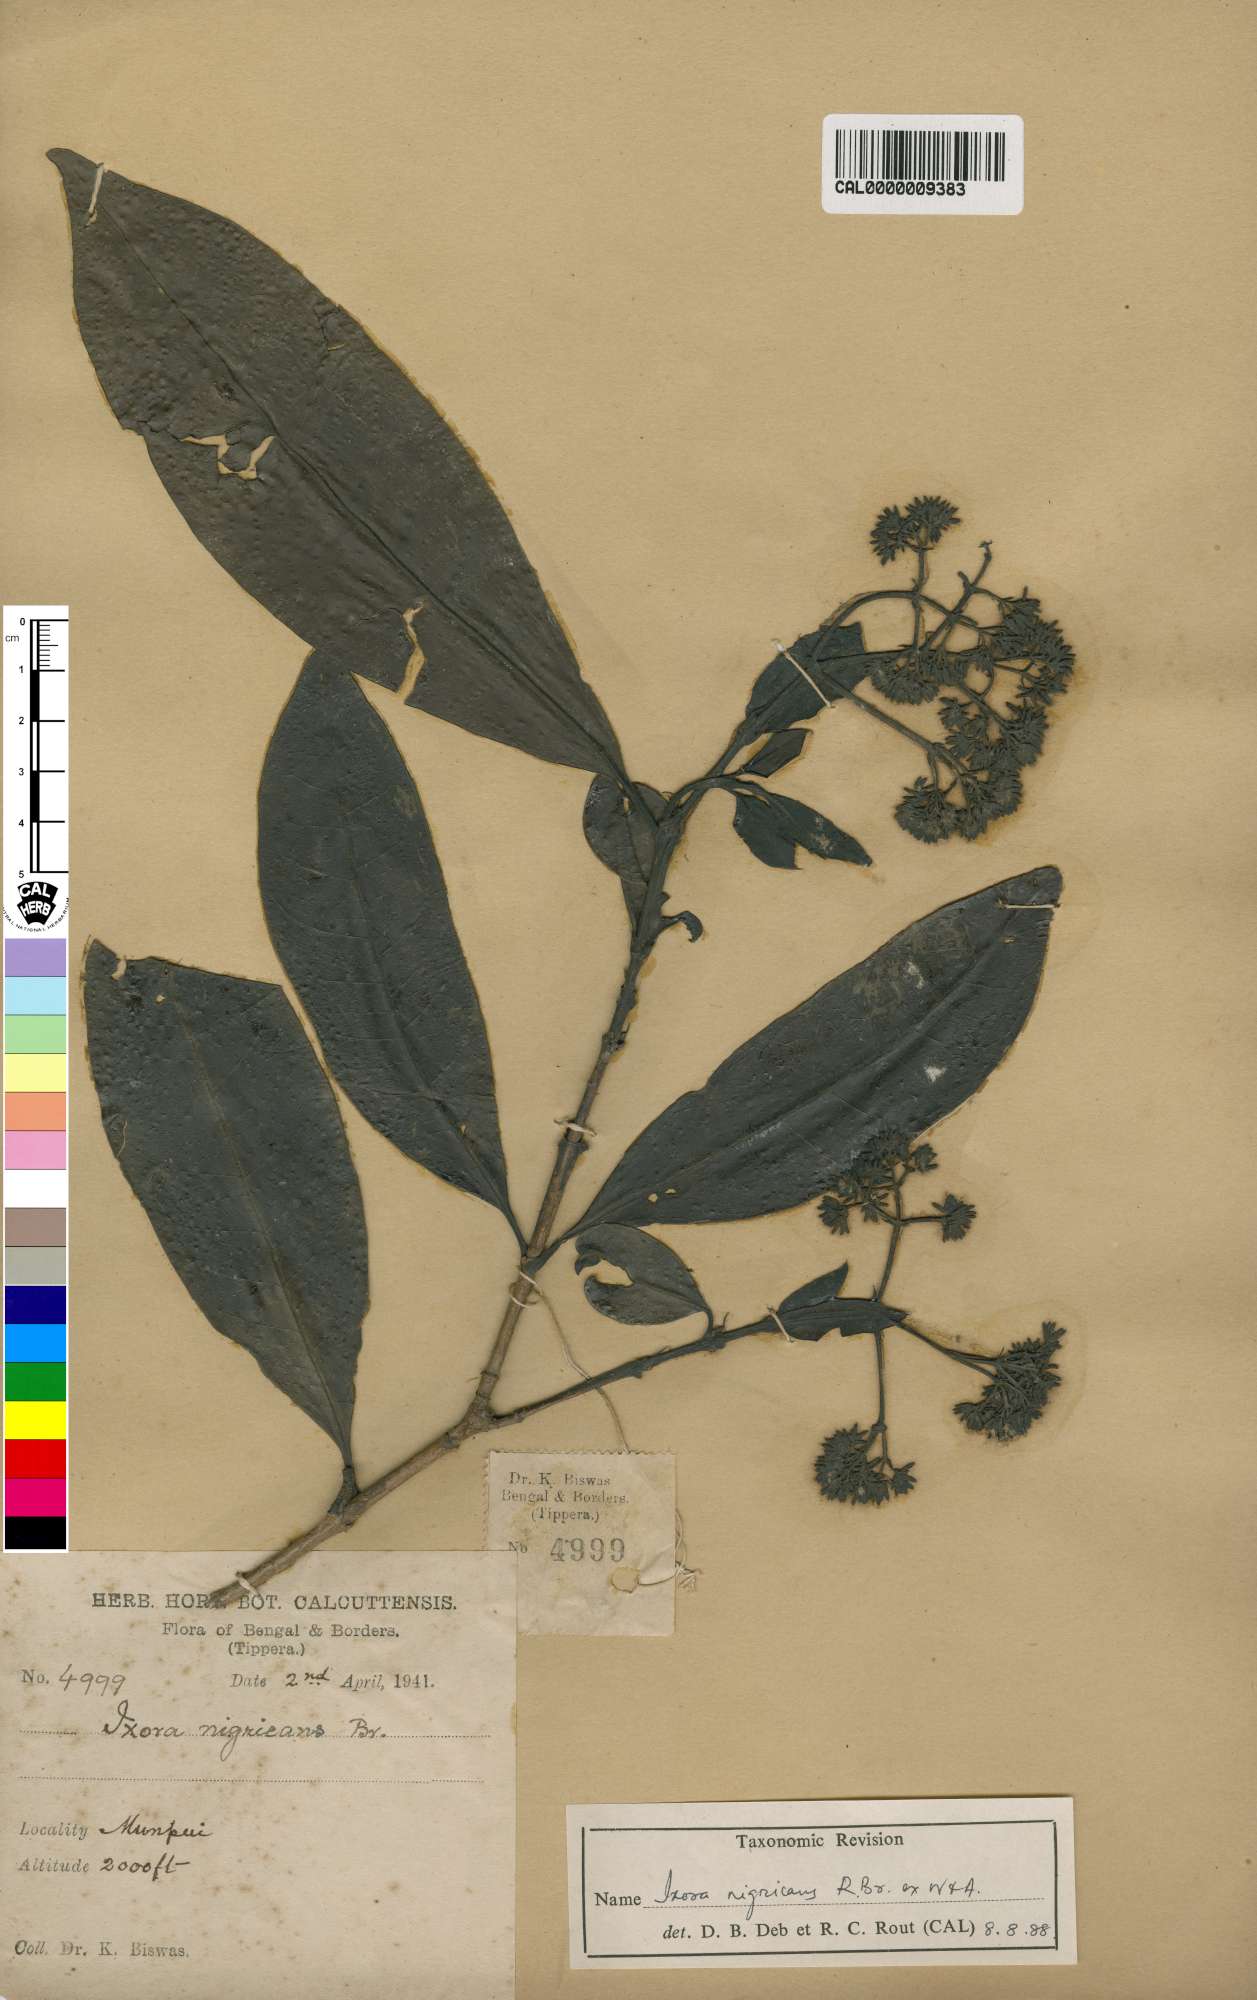 CAL0000009383
0
cm
1
2
3
4
5
CAL
HERB
CENTRAL NATIONAL HERBARIUM
Dr. K. Biswas
Bengal & Borders.
(Tippera.)
No 4999
HERB. HORT. BOT. CALCUTTENSIS.
Flora of Bengal & Borders.
(Tippera.)
No. 4999 Date 2nd April, 1941.
Ixora nigricans Br.
Locality Munpui
Altitude 2000ft
Coll. Dr. K. Biswas.
Taxonomic Revision
Name Ixora nigricans R.Br. ex W&A.
det. D. B. Deb et R. C. Rout (CAL) 8.8.88